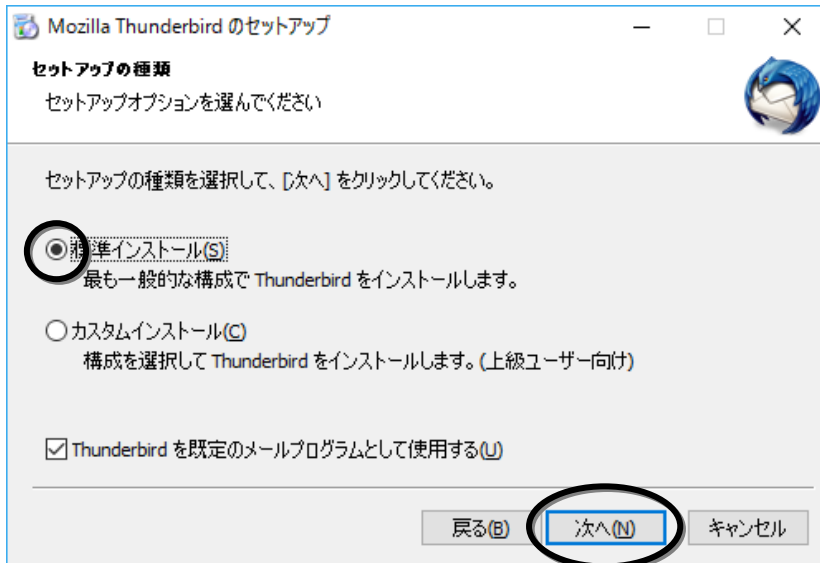 Mozilla Thunderbird のセットアップ
セットアップの種類
セットアップオプションを選んでください
セットアップの種類を選択して、[次へ] をクリックしてください。
標準インストール(S)
最も一般的な構成で Thunderbird をインストールします。
カスタムインストール(C)
構成を選択して Thunderbird をインストールします。(上級ユーザー向け)
Thunderbird を既定のメールプログラムとして使用する(U)
戻る(B) 次へ(N) キャンセル